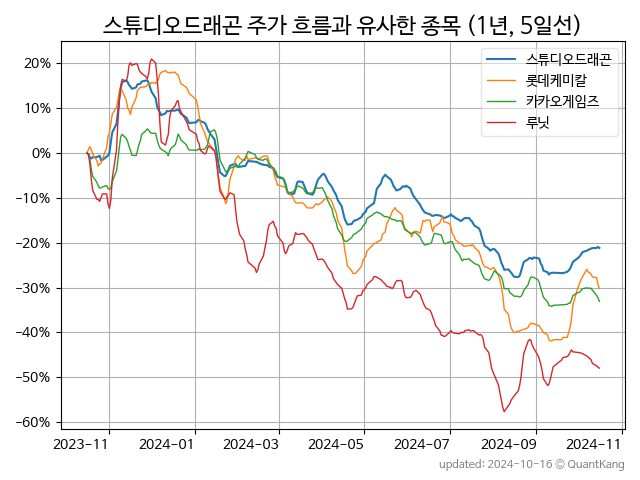 스튜디오드래곤 주가 흐름과 유사한 종목 (1년, 5일선)
스튜디오드래곤
롯데케미칼
카카오게임즈
루닛
20%
10%
0%
−10%
−20%
−30%
−40%
−50%
−60%
2023-11 2024-01 2024-03 2024-05 2024-07 2024-09 2024-11
updated: 2024-10-16 © QuantKang